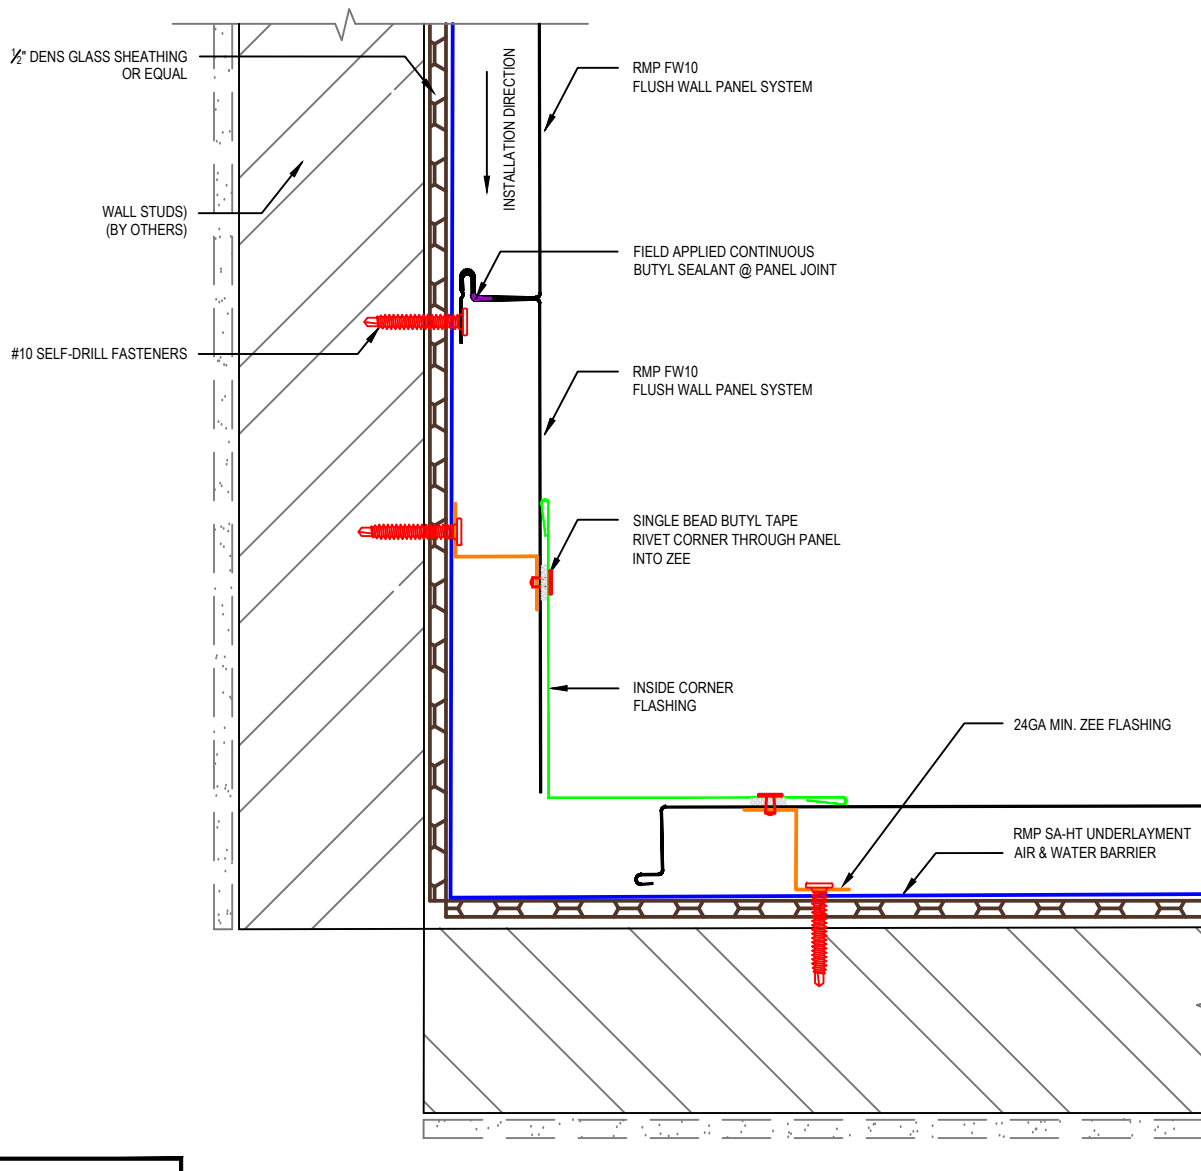 ½" DENS GLASS SHEATHING
OR EQUAL
RMP FW10
FLUSH WALL PANEL SYSTEM
INSTALLATION DIRECTION
WALL STUDS)
(BY OTHERS)
FIELD APPLIED CONTINUOUS
BUTYL SEALANT @ PANEL JOINT
#10 SELF-DRILL FASTENERS
RMP FW10
FLUSH WALL PANEL SYSTEM
SINGLE BEAD BUTYL TAPE
RIVET CORNER THROUGH PANEL
INTO ZEE
INSIDE CORNER
FLASHING
24GA MIN. ZEE FLASHING
RMP SA-HT UNDERLAYMENT
AIR & WATER BARRIER